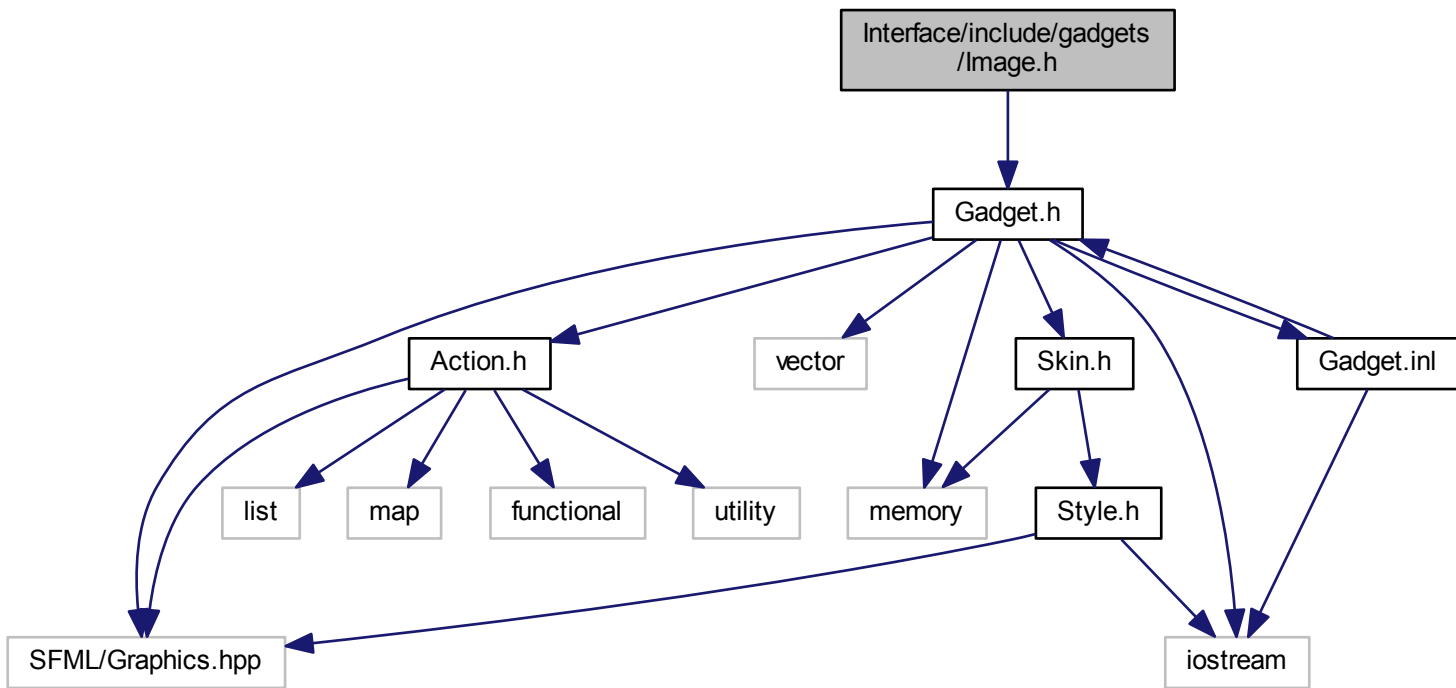 Interface/include/gadgets
/Image.h
Gadget.h
Action.h
vector
Skin.h
Gadget.inl
list
map
functional
utility
memory
Style.h
SFML/Graphics.hpp
iostream